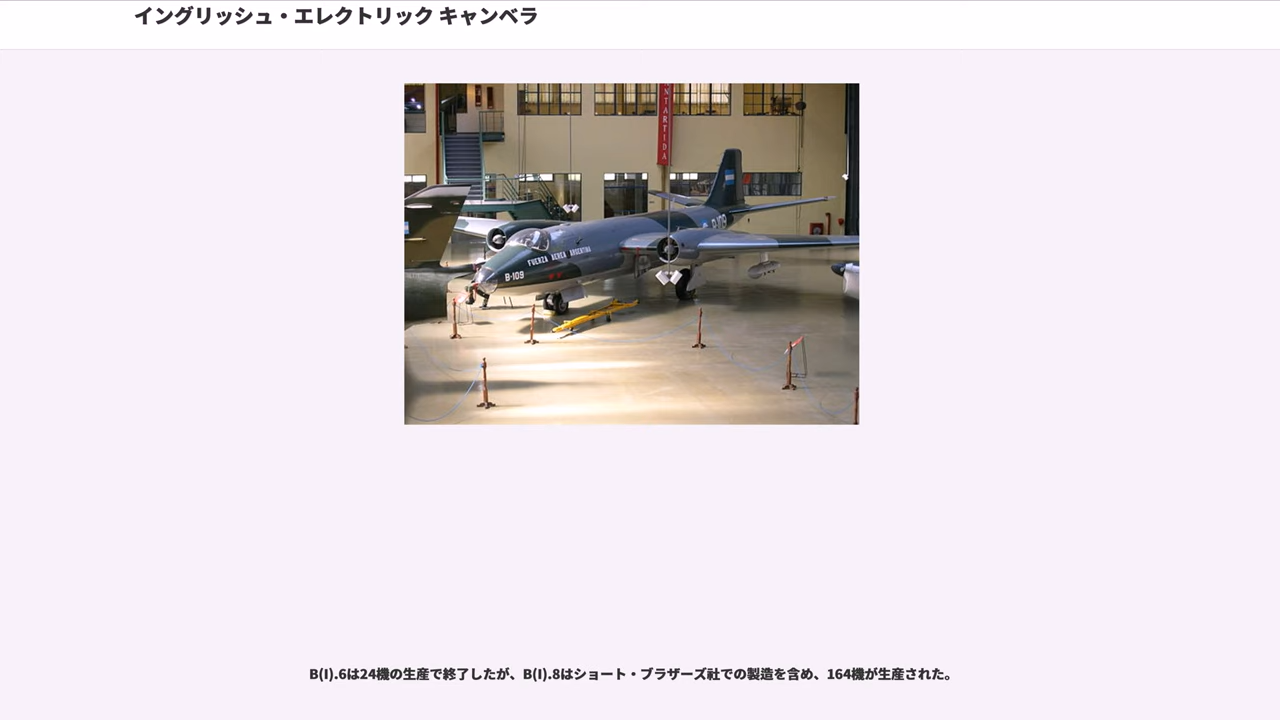 イングリッシュ・エレクトリック キャンベラ
NTARTIDA
FUERZA AEREA ARGENTINA
B-109
B(I).6は24機の生産で終了したが、B(I).8はショート・ブラザーズ社での製造を含め、164機が生産された。